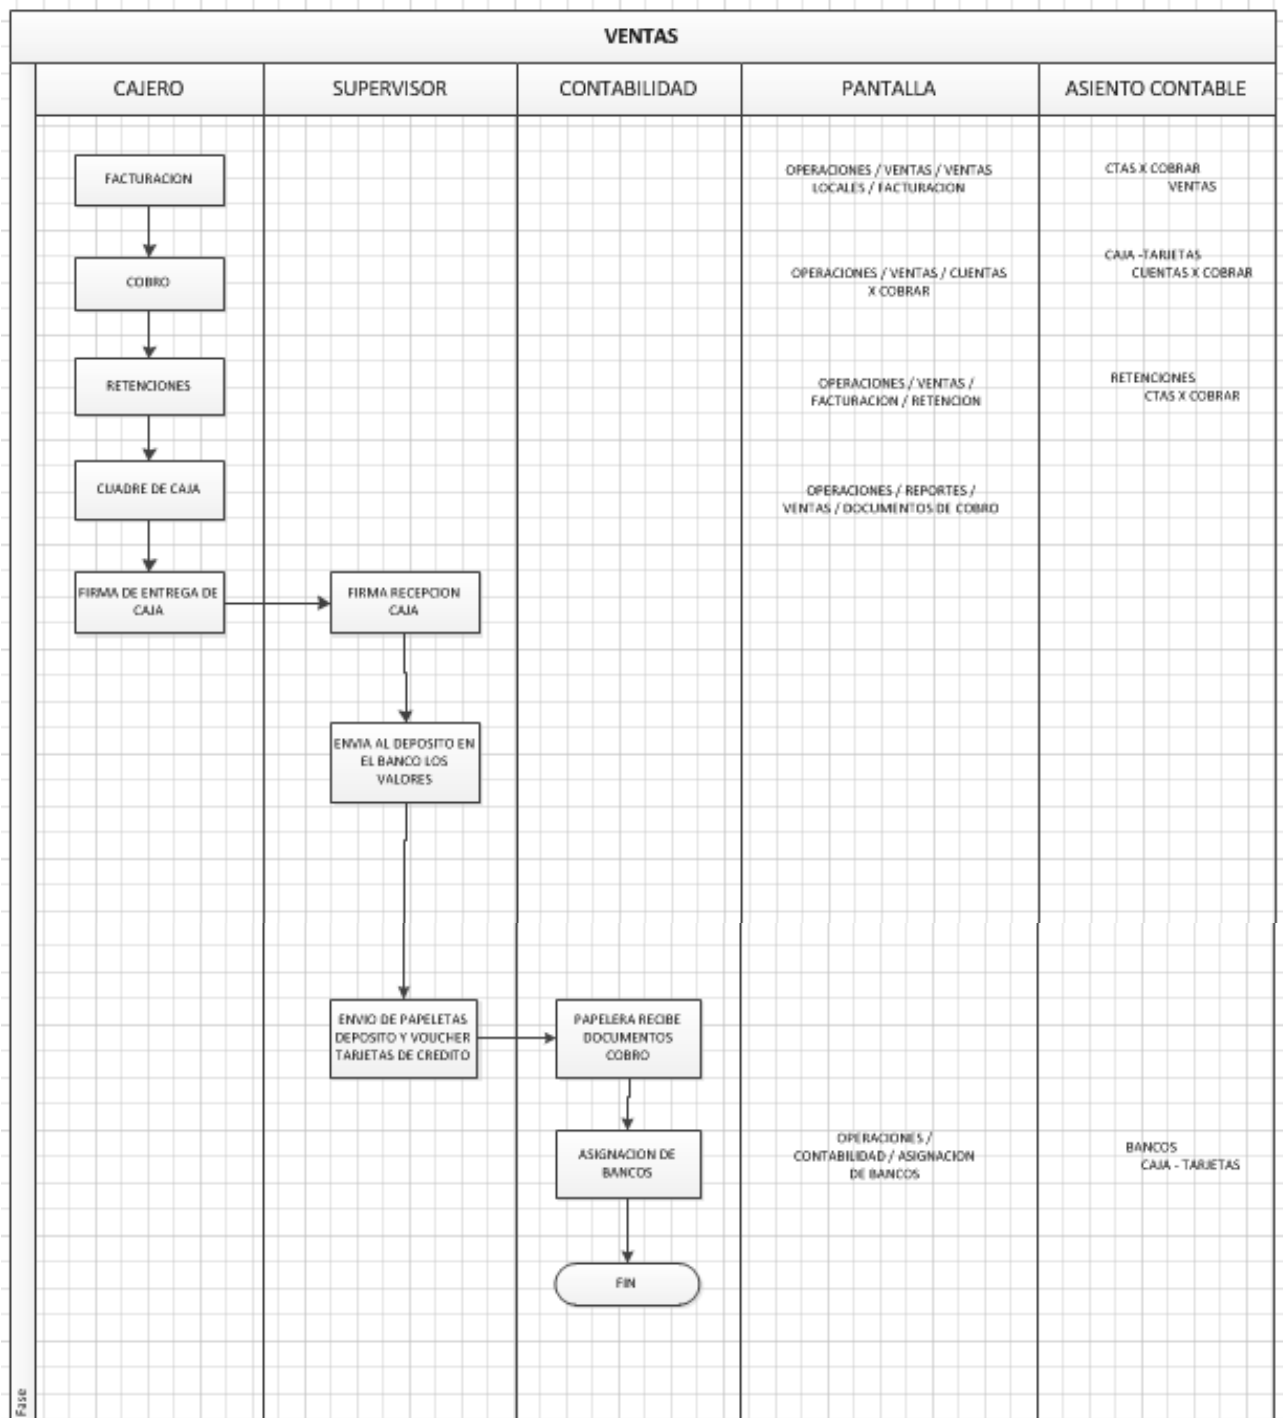 VENTAS
CAJERO
SUPERVISOR
CONTABILIDAD
PANTALLA
ASIENTO CONTABLE
FACTURACION
OPERACIONES / VENTAS / VENTAS
LOCALES / FACTURACION
CTAS X COBRAR
VENTAS
COBRO
OPERACIONES / VENTAS / CUENTAS
X COBRAR
CAJA -TARJETAS
CUENTAS X COBRAR
RETENCIONES
OPERACIONES / VENTAS /
FACTURACION / RETENCION
RETENCIONES
CTAS X COBRAR
CUADRE DE CAJA
OPERACIONES / REPORTES /
VENTAS / DOCUMENTOS DE COBRO
FIRMA DE ENTREGA DE
CAJA
FIRMA RECEPCION
CAJA
ENVIA AL DEPOSITO EN
EL BANCO LOS
VALORES
ENVIO DE PAPELETAS
DEPOSITO Y VOUCHER
TARJETAS DE CREDITO
PAPELERA RECIBE
DOCUMENTOS
COBRO
ASIGNACION DE
BANCOS
OPERACIONES /
CONTABILIDAD / ASIGNACION
DE BANCOS
BANCOS
CAJA - TARJETAS
FIN
Fase